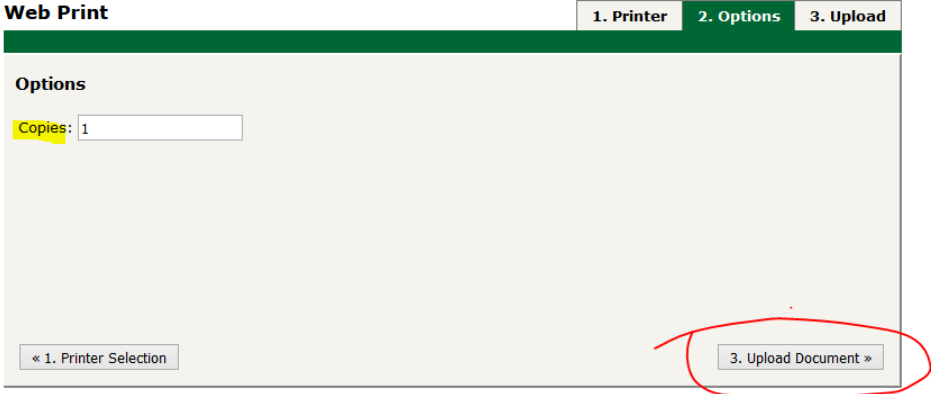 Web Print
1. Printer 2. Options 3. Upload
Options
Copies: 1
« 1. Printer Selection 3. Upload Document »